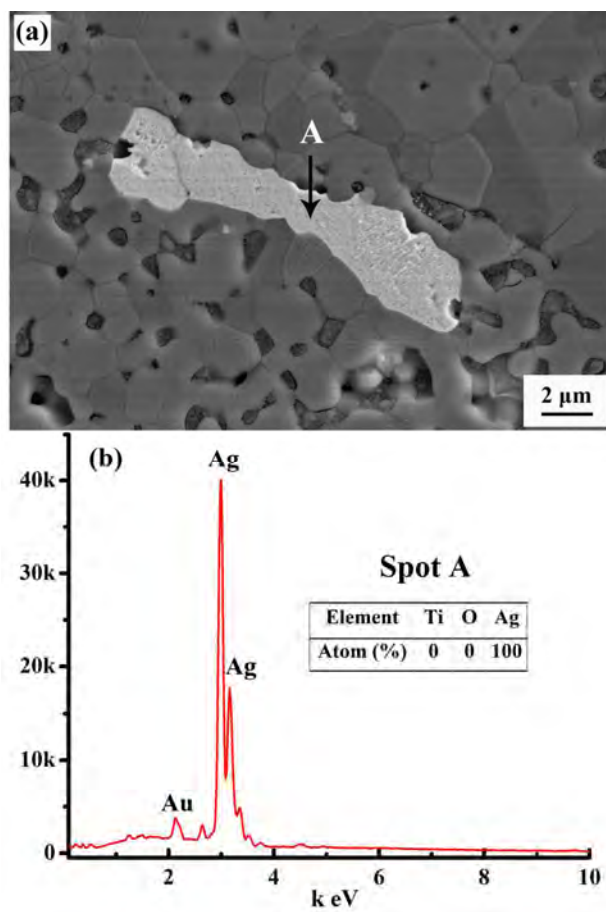 (a)
A
2 μm
(b)
Ag
40k
30k
Spot A
Element Ti O Ag
Atom (%) 0 0 100
20k
Ag
10k
Au
0
2 4 6 8 10
k eV